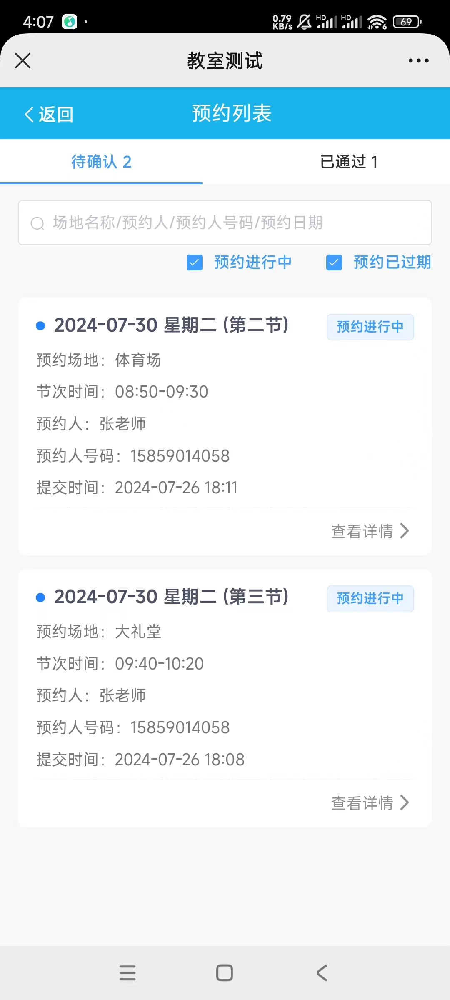 4:07
0.79 KB/s HD HD 6 69
教室测试
返回 预约列表
待确认 2 已通过 1
场地名称/预约人/预约人号码/预约日期
预约进行中 预约已过期
2024-07-30 星期二 (第二节) 预约进行中
预约场地：体育场
节次时间：08:50-09:30
预约人：张老师
预约人号码：15859014058
提交时间：2024-07-26 18:11
查看详情
2024-07-30 星期二 (第三节) 预约进行中
预约场地：大礼堂
节次时间：09:40-10:20
预约人：张老师
预约人号码：15859014058
提交时间：2024-07-26 18:08
查看详情